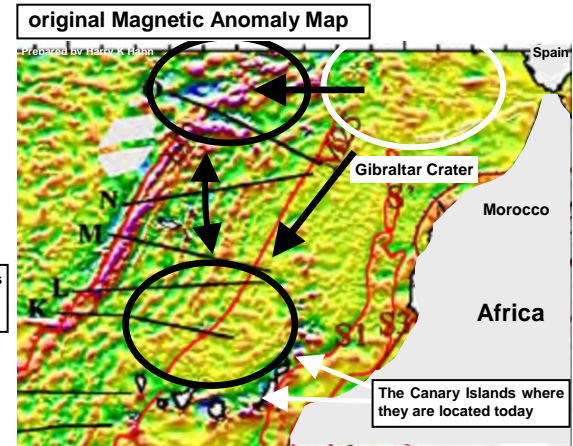 original Magnetic Anomaly Map
Prepared by Harry K Hahn
Spain
Gibraltar Crater
N
Morocco
M
s
L
K
Africa
S1
The Canary Islands where
they are located today